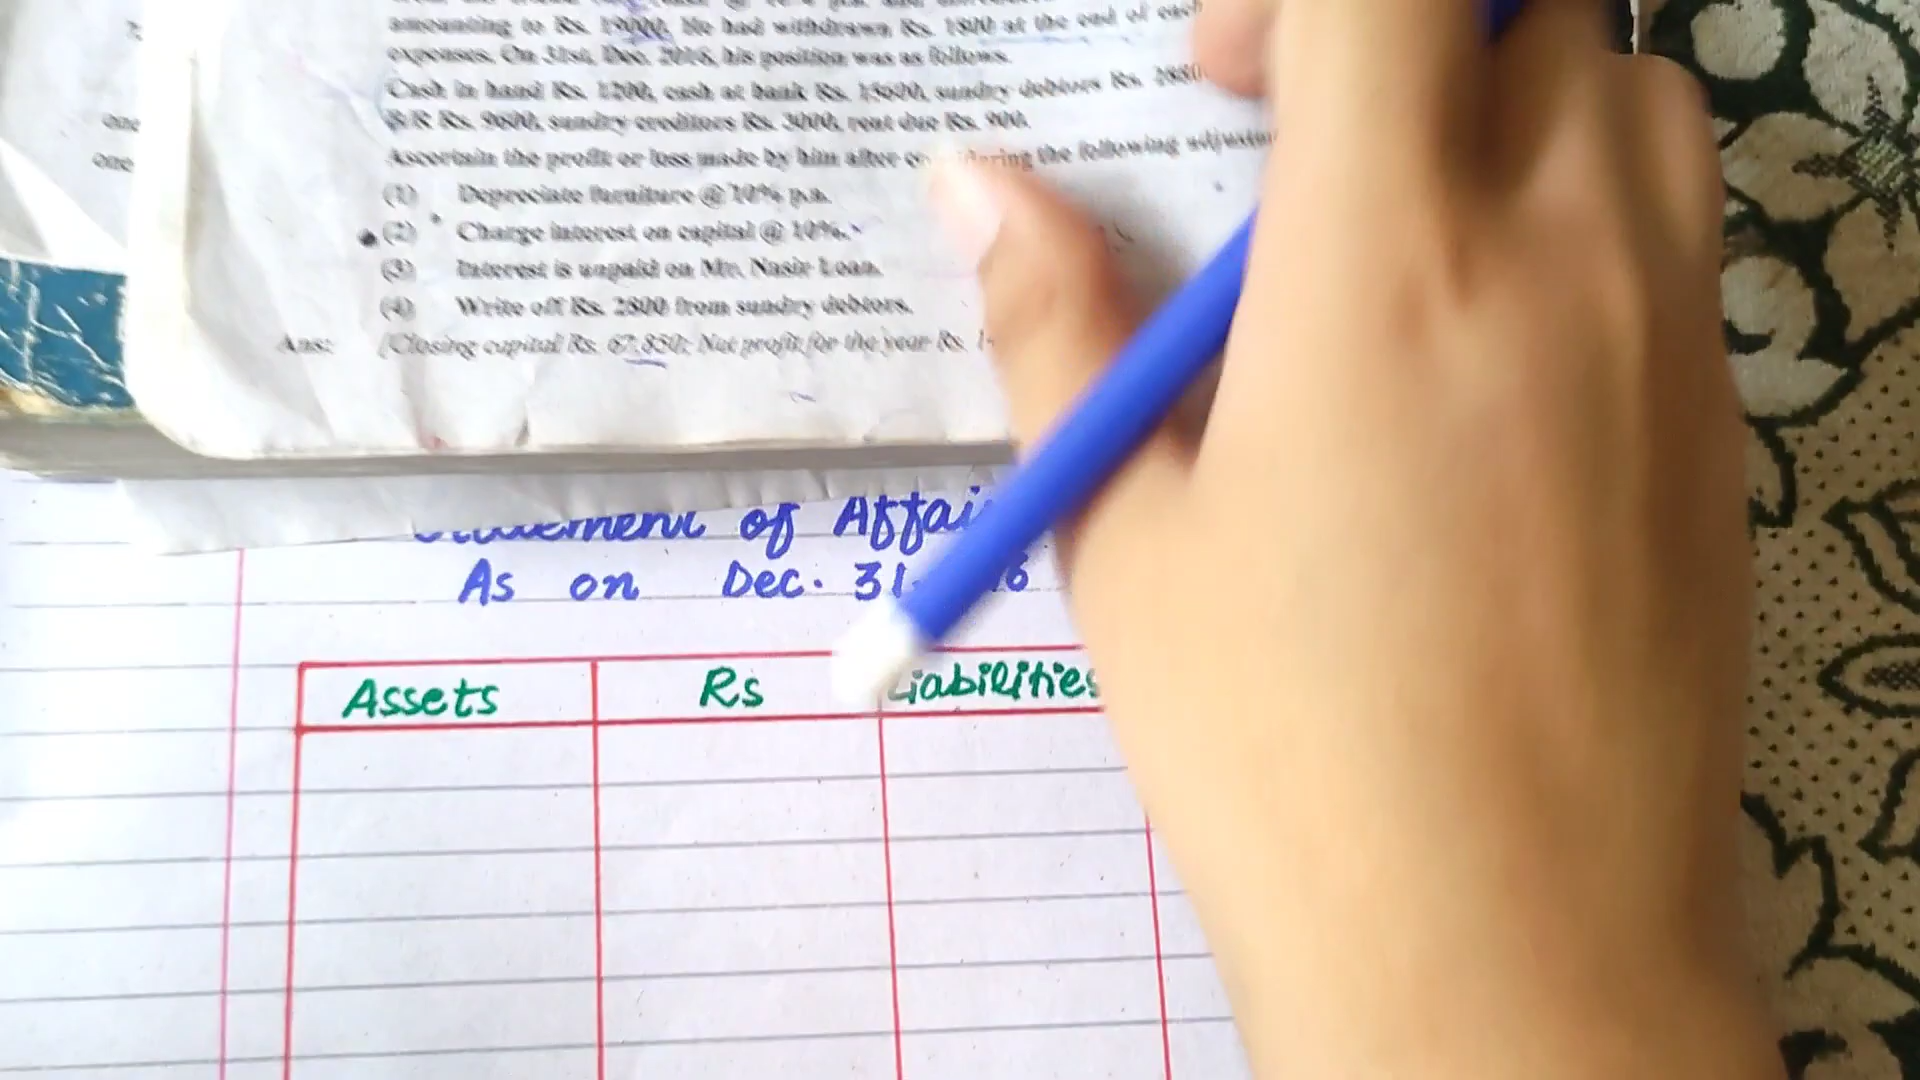 amounting to Rs. 19000. He had withdrawn Rs. 1800 at the end of each
expenses. On 31st, Dec. 2016, his position was as follows.
Cash in hand Rs. 1200, cash at bank Rs. 15600, sundry debtors Rs.
B/R Rs. 9600, sundry creditors Rs. 3000, rent due Rs. 900.
Ascertain the profit or loss made by him after the following
(1) Depreciate furniture @ 10% p.a.
(2) Charge interest on capital @ 10%.
(3) Interest is unpaid on Mr. Nasir Loan.
(4) Write off Rs. 2800 from sundry debtors.
Ans: [Closing capital Rs. 67,850; Net profit for the year Rs.
Statement of Affai
As on Dec. 31
Assets Rs Liabilities